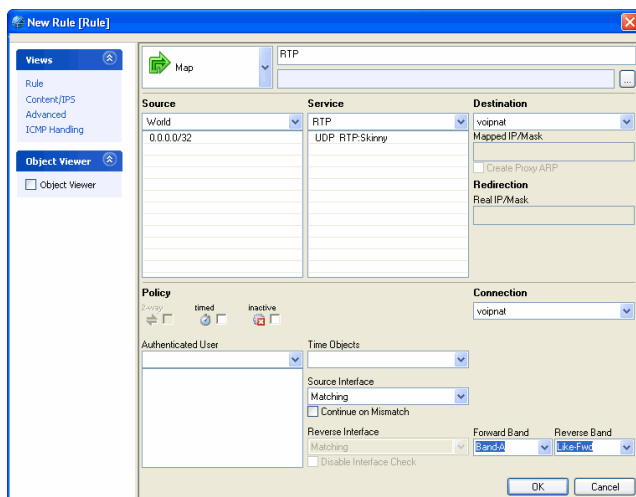 New Rule [Rule]
Views
Rule
Content/IPS
Advanced
ICMP Handling
Object Viewer
Object Viewer
Map
RTP
...
Source
Service
Destination
World
RTP
voipnat
0.0.0.0/32
UDP RTP:Skinny
Mapped IP/Mask
Create Proxy ARP
Redirection
Real IP/Mask
Policy
Connection
2-way
timed
inactive
voipnat
Authenticated User
Time Objects
Source Interface
Matching
Continue on Mismatch
Reverse Interface
Forward Band
Reverse Band
Matching
Band-A
Like-Fwd
Disable Interface Check
OK
Cancel